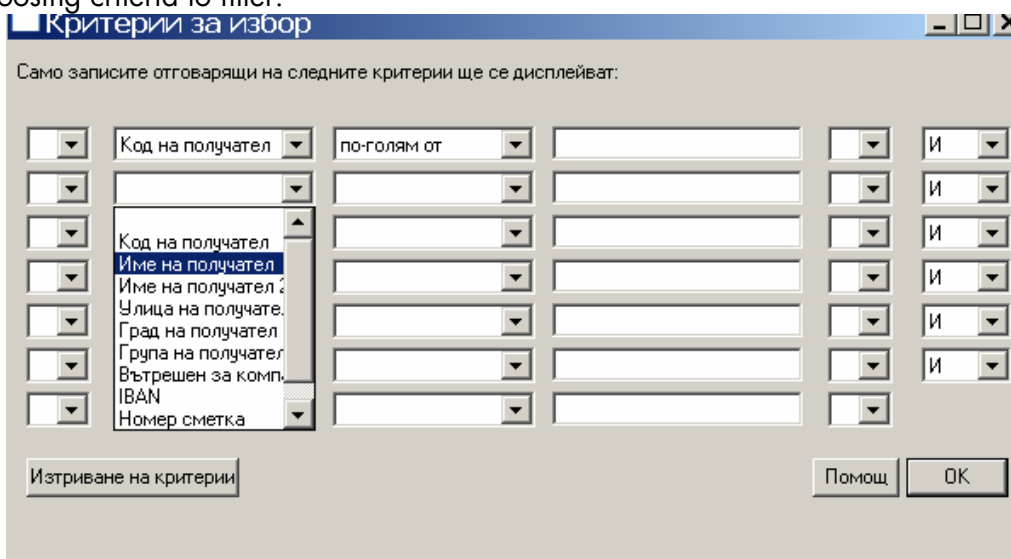 Критерии за избор
Само записите отговарящи на следните критерии ще се дисплейват:
Код на получател по-голям от И
И
Код на получател И
Име на получател
Име на получател 2 И
Улица на получате
Град на получател И
Група на получател
Вътрешен за комп И
IBAN
Номер сметка
Изтриване на критерии Помощ OK